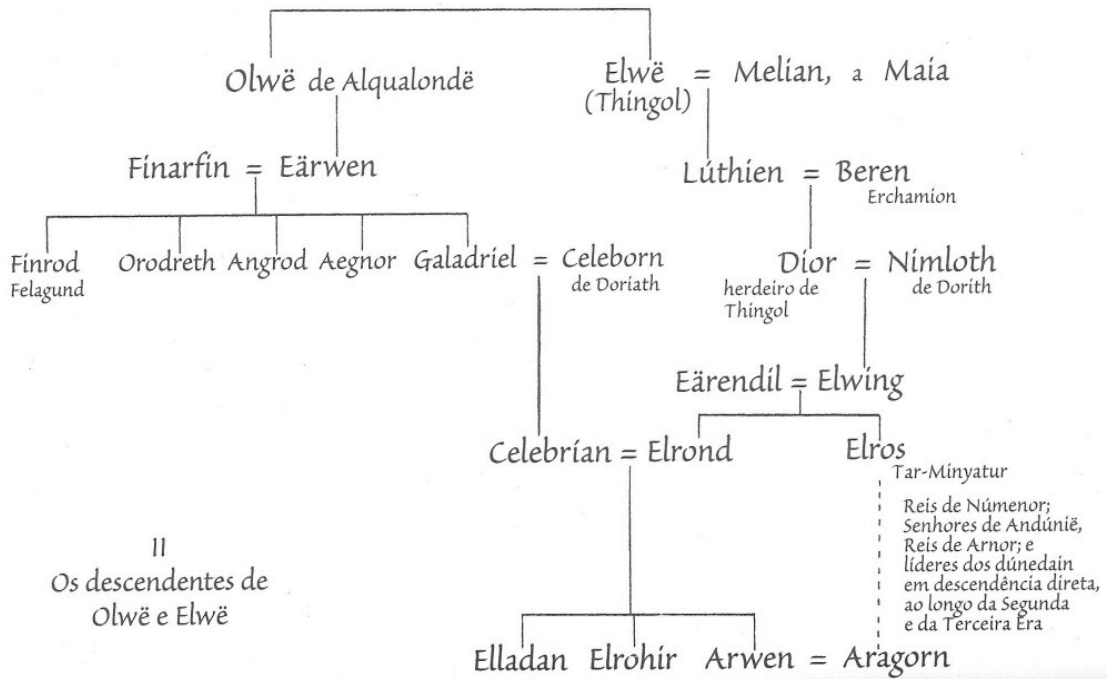 Olwë de Alqualondë
Elwë = Melian, a Maia
(Thingol)
Finarfin = Eärwen
Lúthien = Beren
Erchamion
Finrod Orodreth Angrod Aegnor Galadriel = Celeborn
Felagund
de Doriath
Dior = Nimloth
herdeiro de
Thingol
de Dorith
Eärendil = Elwing
Celebrían = Elrond
Elros
Tar-Minyatur
Reis de Númenor;
Senhores de Andúnië,
Reis de Arnor; e
líderes dos dúnedain
em descendência direta,
ao longo da Segunda
e da Terceira Era
II
Os descendentes de
Olwë e Elwë
Elladan Elrohir Arwen = Aragorn